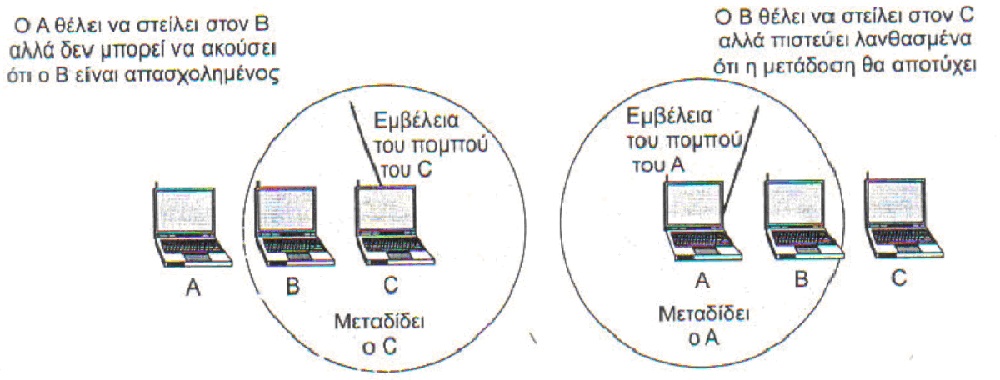 Ο Α θέλει να στείλει στον Β
αλλά δεν μπορεί να ακούσει
ότι ο Β είναι απασχολημένος
Εμβέλεια
του πομπού
του C
A
B
C
Μεταδίδει
ο C
Ο Β θέλει να στείλει στον C
αλλά πιστεύει λανθασμένα
ότι η μετάδοση θα αποτύχει
Εμβέλεια
του πομπού
του Α
A
B
C
Μεταδίδει
ο Α